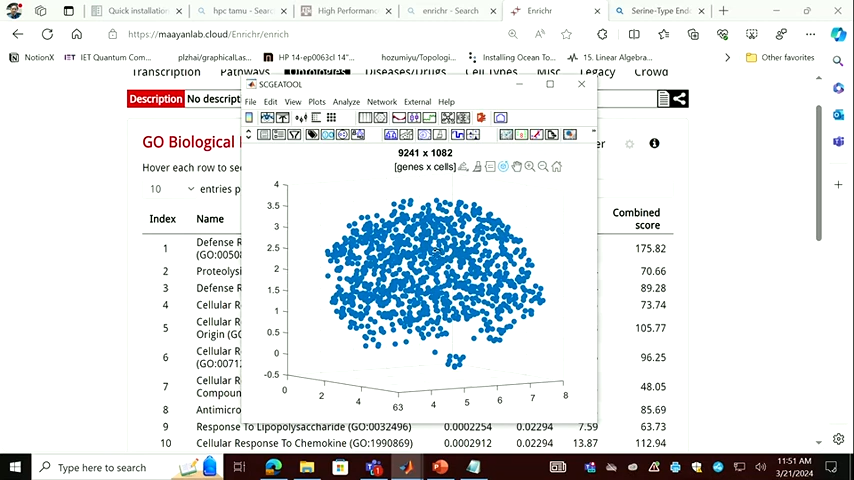 Quick installation
hpc tamu - Sear
High Performanc
enrichr - Search
Enrichr
Serine-Type End
https://maayanlab.cloud/Enrichr/enrich
NotionX
IET Quantum Com...
plzhai/graphicalLas...
HP 14-ep0063cl 14"...
hozumiy/Topologi...
Installing Ocean To...
15. Linear Algebra...
Other favorites
Transcription
Pathways
Ontologies
Diseases/Drugs
Cell Types
Misc
Legacy
Crowd
Description
No descript
SCGEATOOL
File Edit View Plots Analyze Network External Help
GO Biological
9241 x 1082
[genes x cells]
Hover each row to se
10
entries p
Index
Name
Combined
score
1
Defense R
(GO:00508
175.82
2
Proteolysi
70.66
3
Defense R
89.28
4
Cellular R
73.74
5
Cellular R
Origin (GO
105.77
6
Cellular R
(GO:00712
96.25
7
Cellular R
Compoun
48.05
8
Antimicro
85.69
9
Response To Lipopolysaccharide (GO:0032496)
0.0002254
0.02294
7.59
63.73
10
Cellular Response To Chemokine (GO:1990869)
0.0002912
0.02294
13.87
112.94
4
3.5
3
2.5
2
1.5
1
0.5
0
-0.5
0
2
4
63
4
5
6
7
8
Type here to search
11:51 AM
3/21/2024